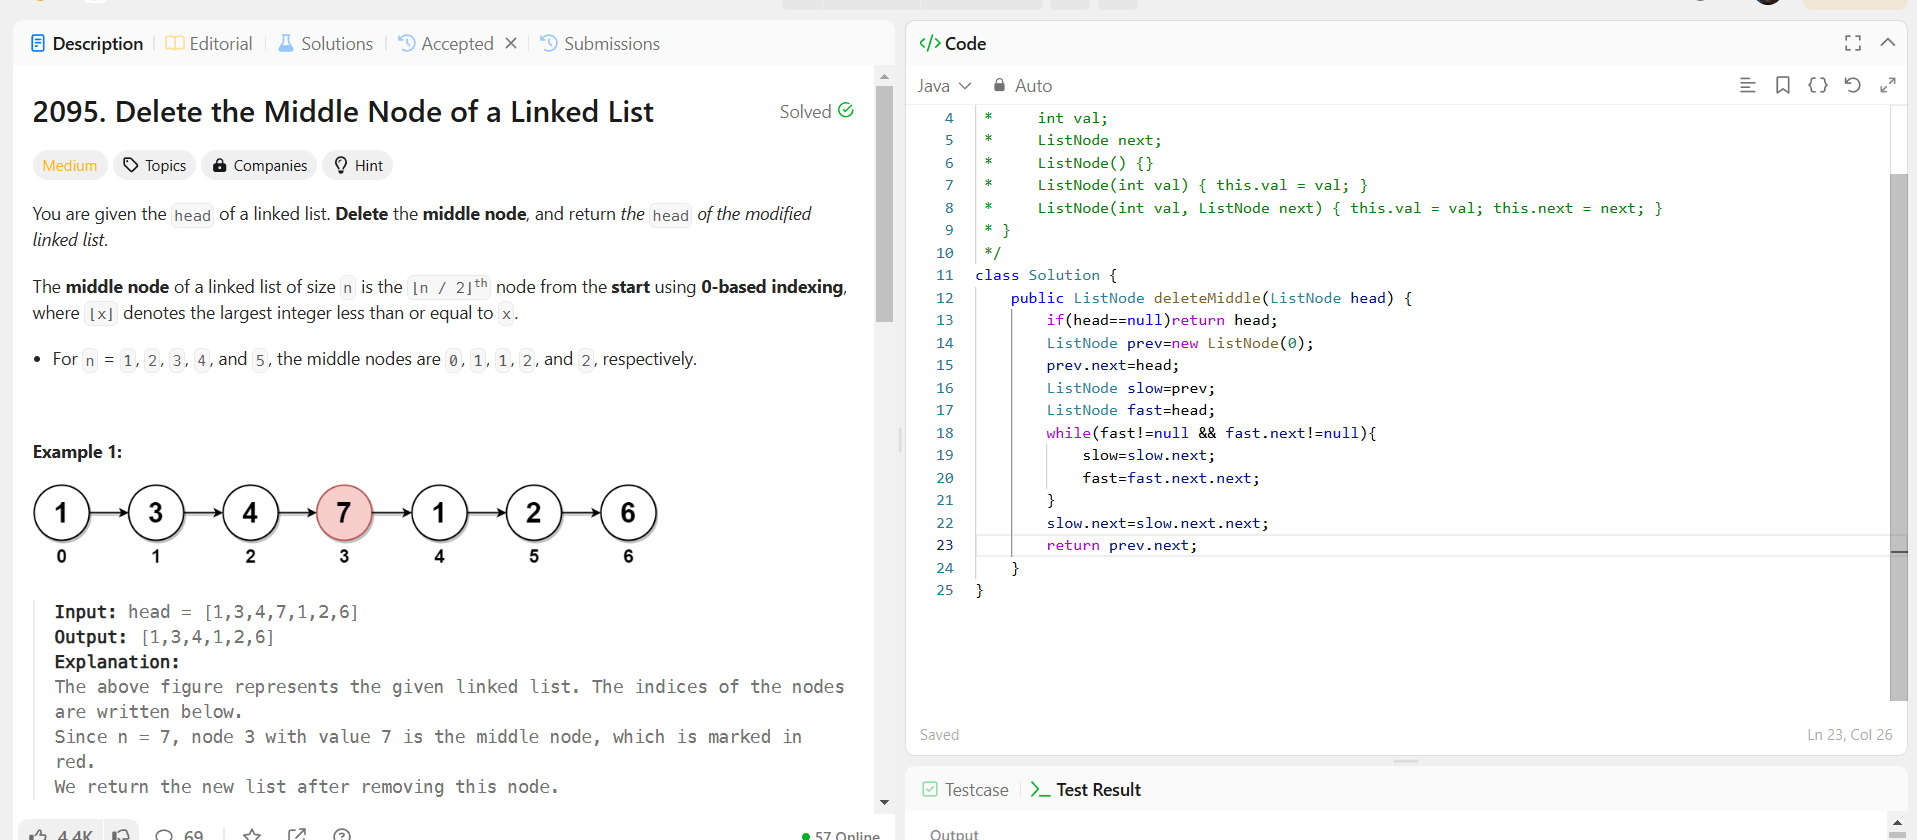 Description Editorial Solutions Accepted Submissions
2095. Delete the Middle Node of a Linked List
Solved
Medium Topics Companies Hint
You are given the head of a linked list. Delete the middle node, and return the head of the modified
linked list.
The middle node of a linked list of size n is the ⌊n / 2⌋th node from the start using 0-based indexing,
where ⌊x⌋ denotes the largest integer less than or equal to x.
• For n = 1, 2, 3, 4, and 5, the middle nodes are 0, 1, 1, 2, and 2, respectively.
Example 1:
1 3 4 7 1 2 6
0 1 2 3 4 5 6
Input: head = [1,3,4,7,1,2,6]
Output: [1,3,4,1,2,6]
Explanation:
The above figure represents the given linked list. The indices of the nodes
are written below.
Since n = 7, node 3 with value 7 is the middle node, which is marked in
red.
We return the new list after removing this node.
4.4K 69 57 Online
</> Code
Java Auto
4 * int val;
5 * ListNode next;
6 * ListNode() {}
7 * ListNode(int val) { this.val = val; }
8 * ListNode(int val, ListNode next) { this.val = val; this.next = next; }
9 * }
10 */
11 class Solution {
12 public ListNode deleteMiddle(ListNode head) {
13 if(head==null)return head;
14 ListNode prev=new ListNode(0);
15 prev.next=head;
16 ListNode slow=prev;
17 ListNode fast=head;
18 while(fast!=null && fast.next!=null){
19 slow=slow.next;
20 fast=fast.next.next;
21 }
22 slow.next=slow.next.next;
23 return prev.next;
24 }
25 }
Saved Ln 23, Col 26
Testcase >_ Test Result
Output